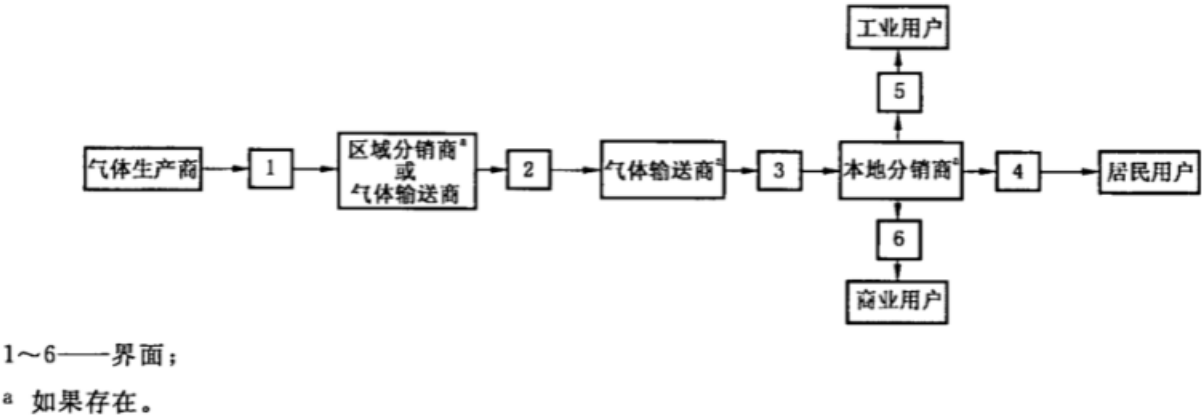 工业用户
5
气体生产商
1
区域分销商ᵃ
或
气体输送商
2
气体输送商ᵃ
3
本地分销商ᵃ
4
居民用户
6
商业用户
1～6——界面；
ᵃ 如果存在。